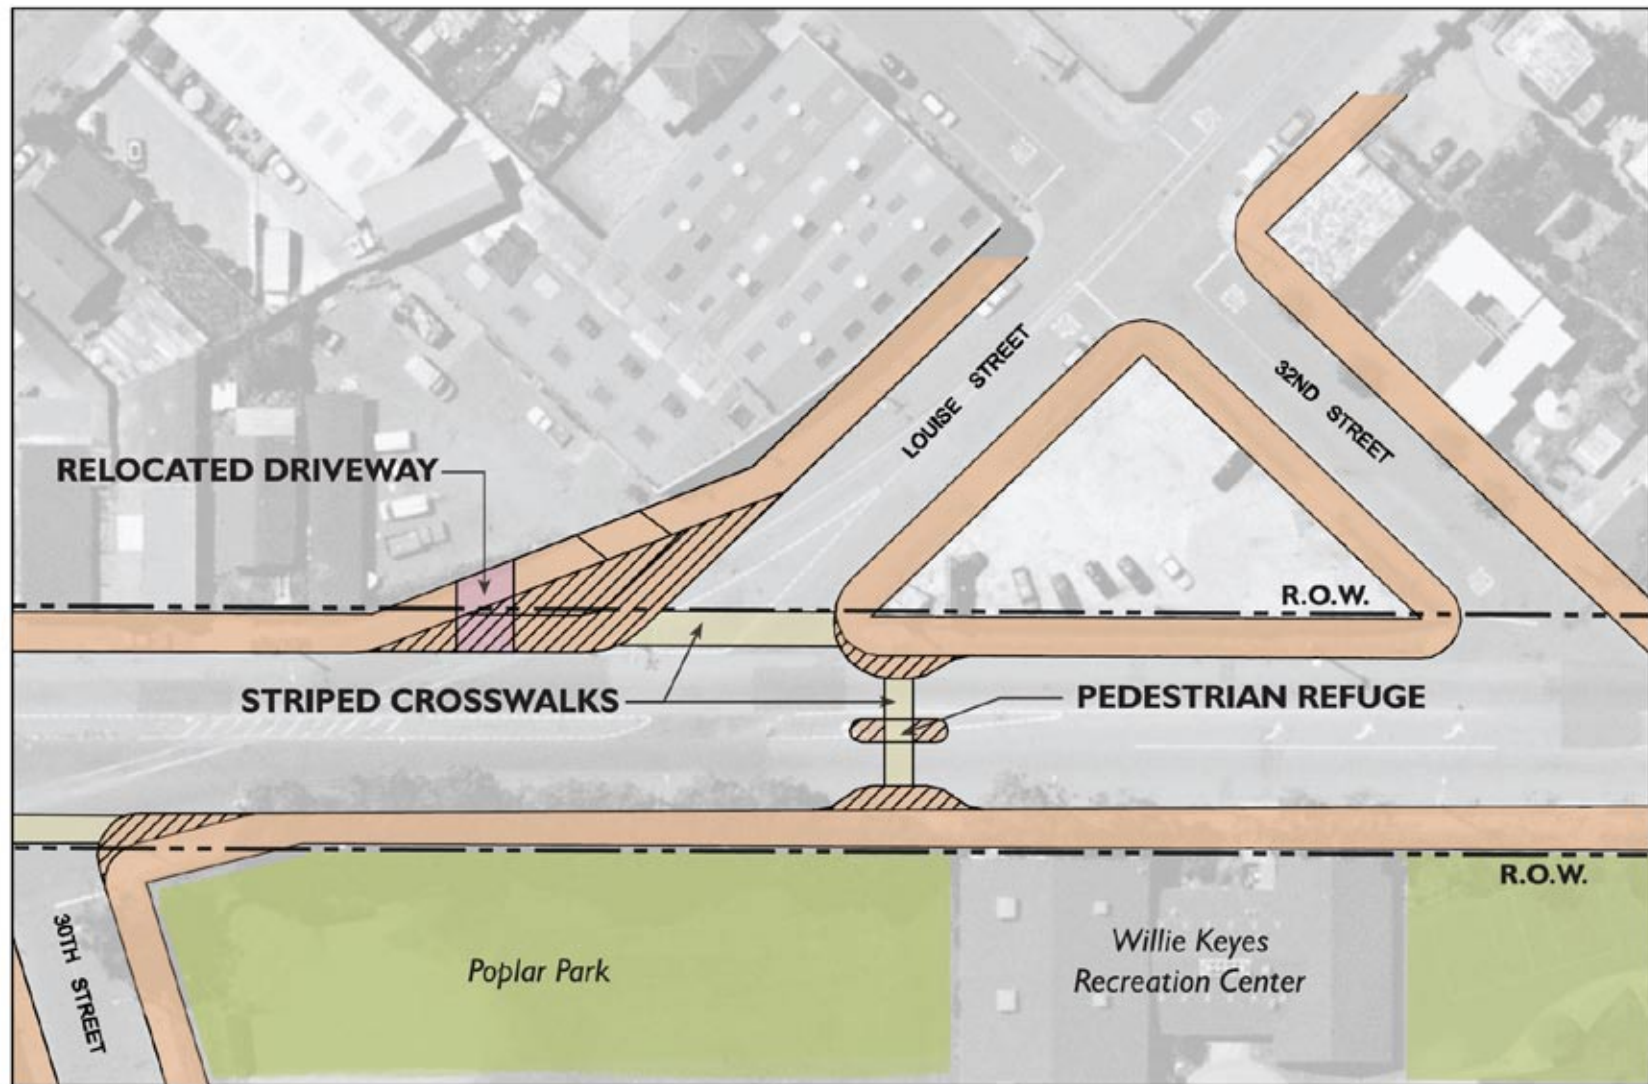 LOUISE STREET
32ND STREET
RELOCATED DRIVEWAY
R.O.W.
STRIPED CROSSWALKS
PEDESTRIAN REFUGE
R.O.W.
30TH STREET
Poplar Park
Willie Keyes
Recreation Center